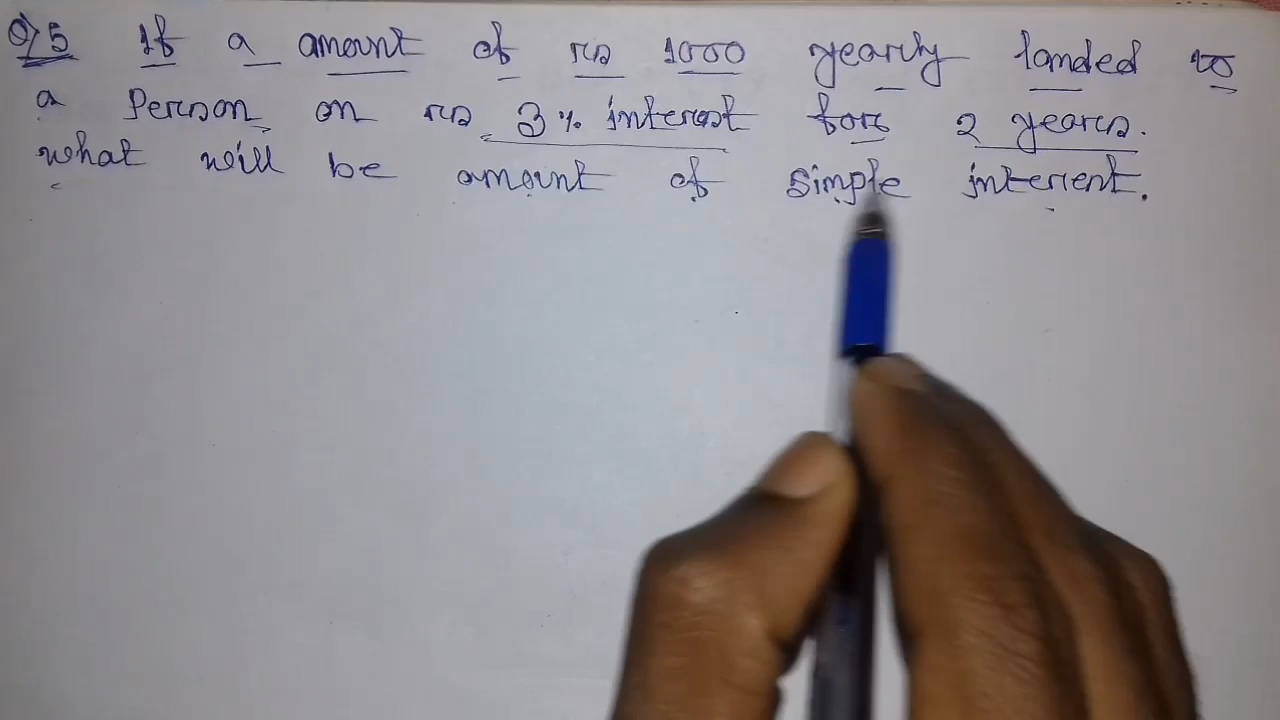 Q) 5 If a amount of rs 1000 yearly landed to
a Person on rs 3% interest for 2 years.
what will be amount of simple interest.